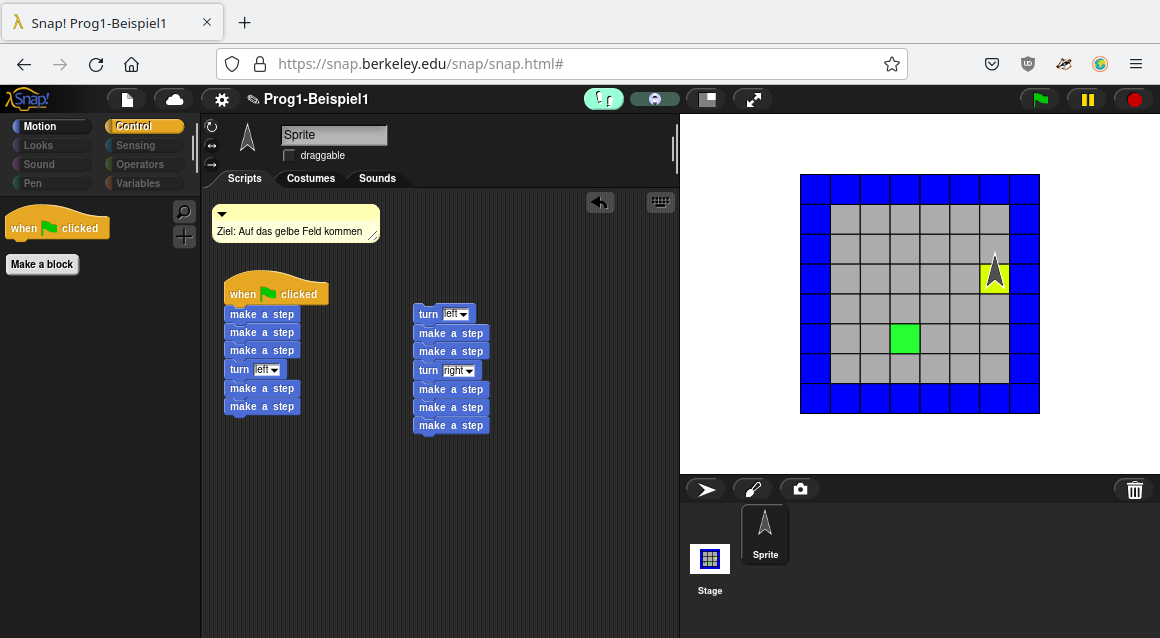 Snap! Prog1-Beispiel1
https://snap.berkeley.edu/snap/snap.html#
Snap!
Prog1-Beispiel1
Motion
Control
Looks
Sensing
Sound
Operators
Pen
Variables
when clicked
Make a block
Sprite
draggable
Scripts
Costumes
Sounds
Ziel: Auf das gelbe Feld kommen
when clicked
make a step
make a step
make a step
turn left
make a step
make a step
turn left
make a step
make a step
turn right
make a step
make a step
make a step
Stage
Sprite